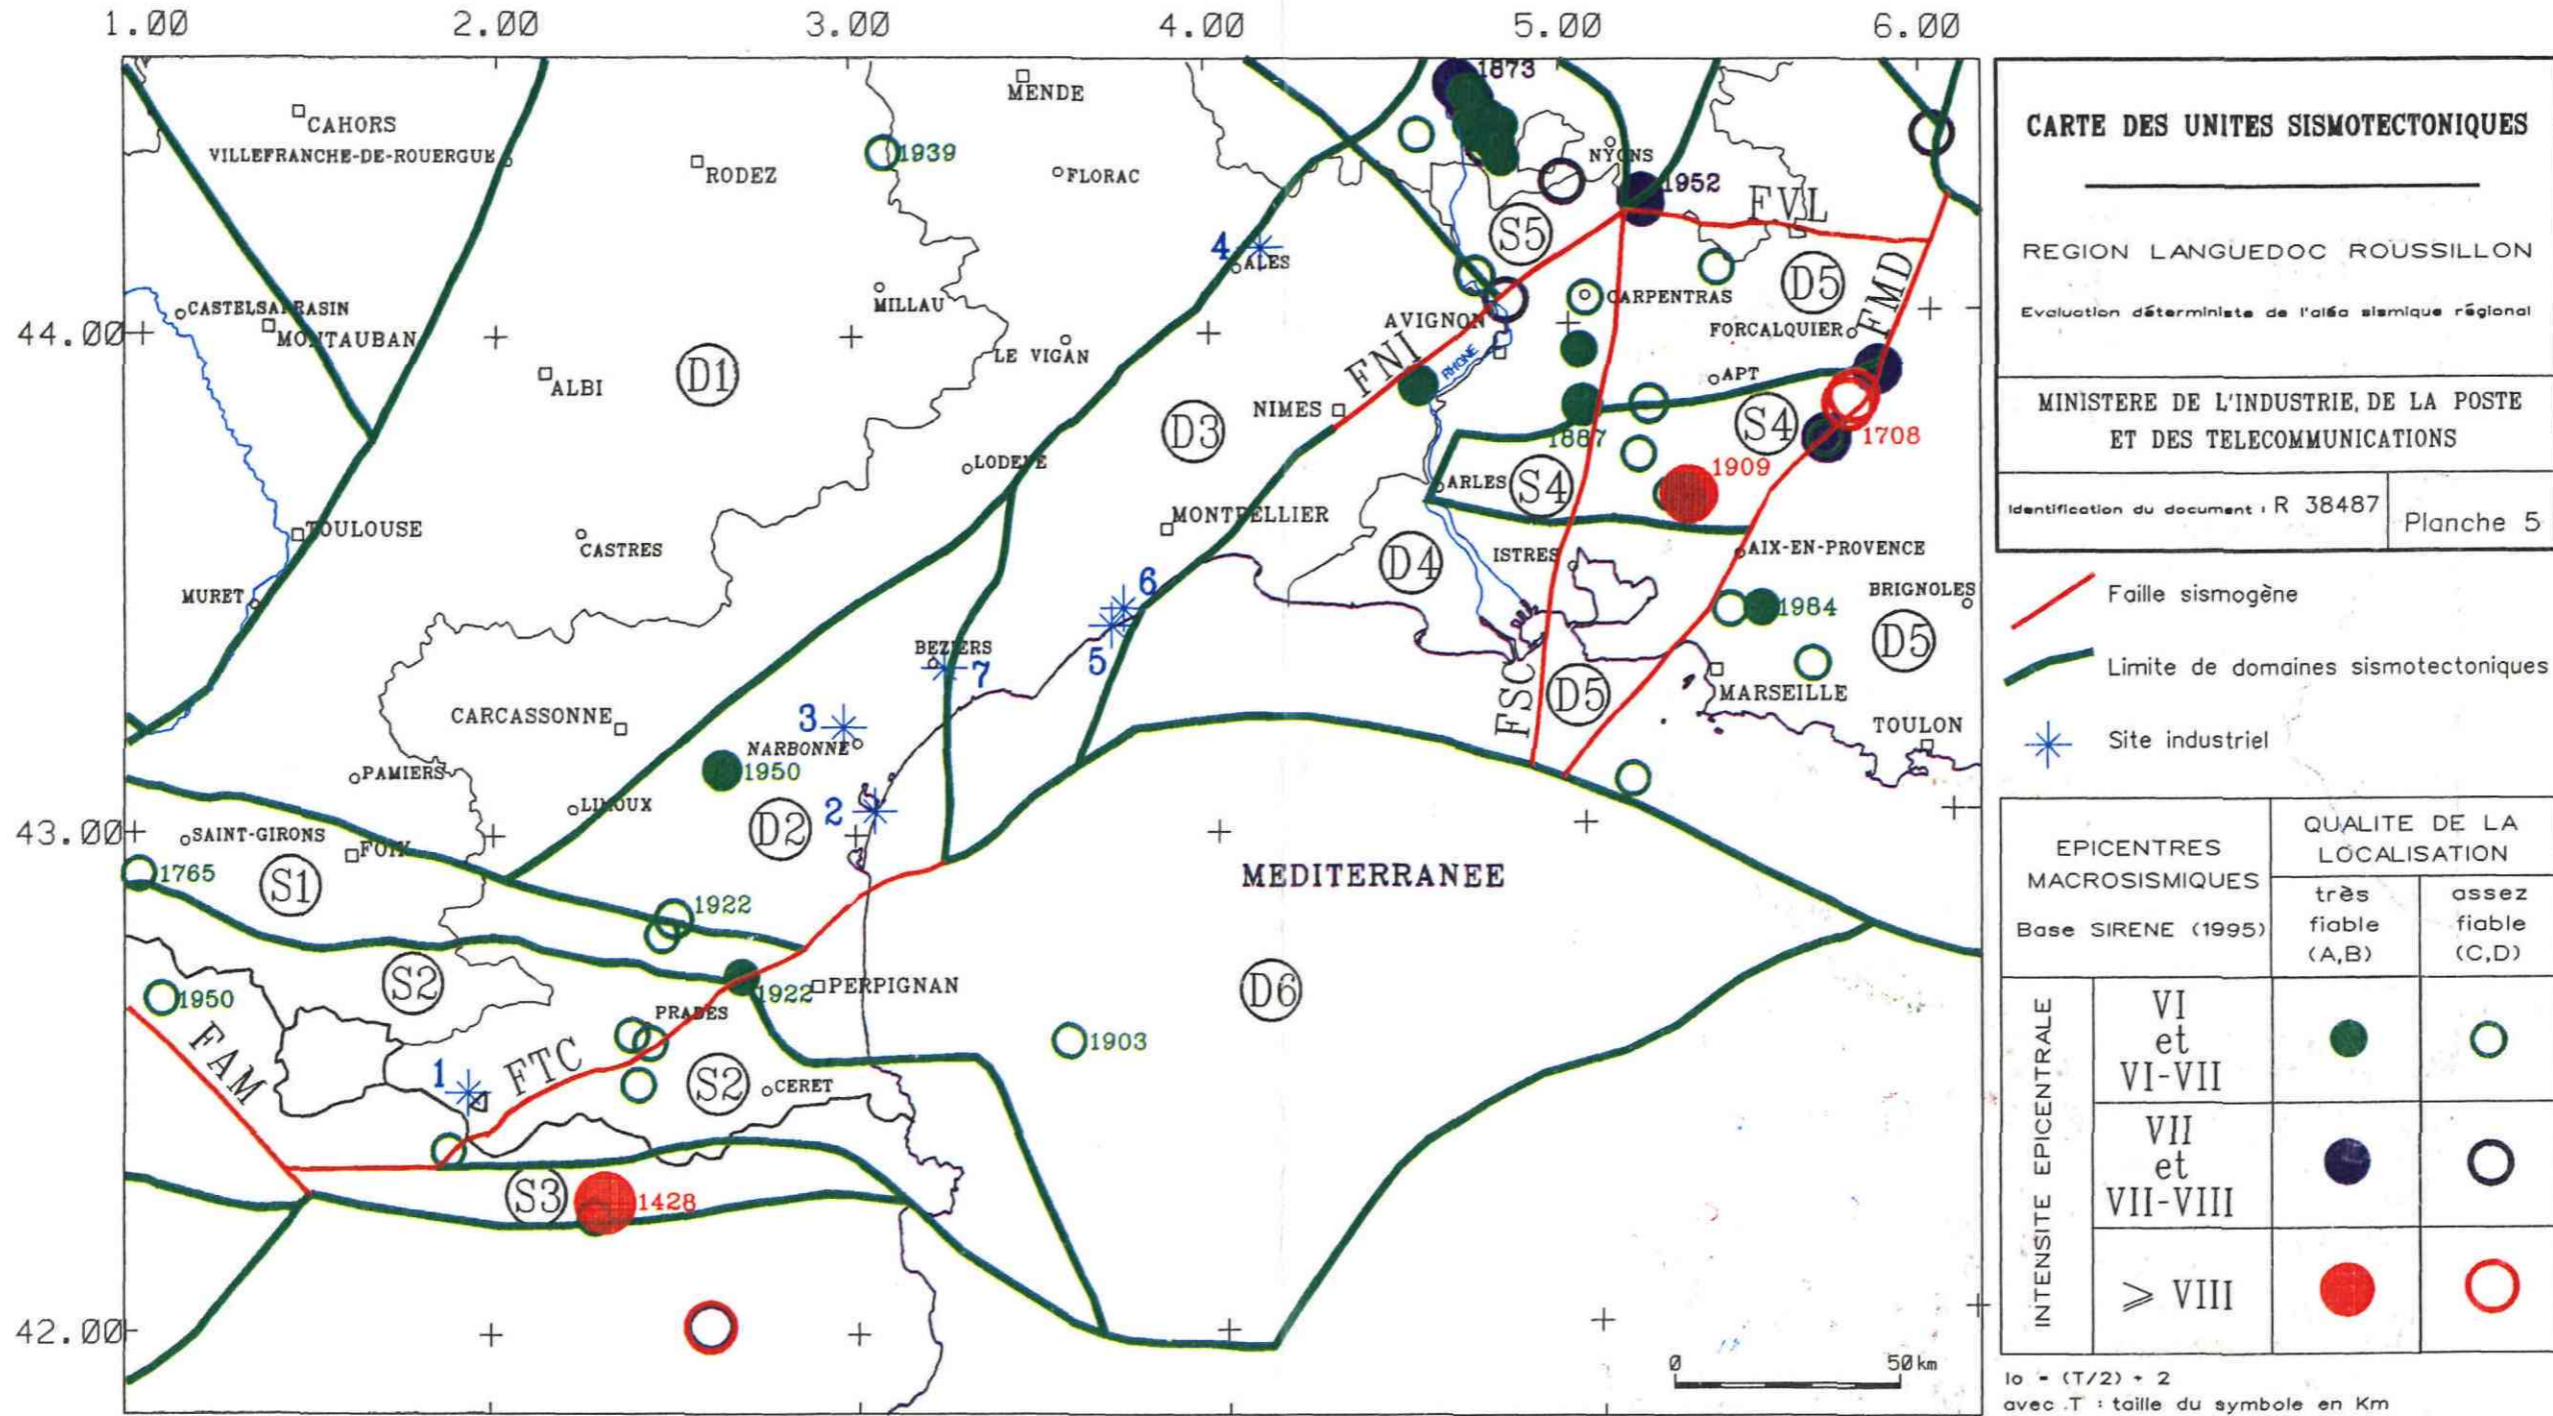 1.00 2.00 3.00 4.00 5.00 6.00
1873
MENDE
CAHORS
VILLEFRANCHE-DE-ROUERGUE
1939
RODEZ
FLORAC
NYONS
1952
FVL
S5
4
ALES
D5
CASTELSARRASIN
MILLAU
CARPENTRAS
FMD
MONTAUBAN
AVIGNON
FORCALQUIER
44.00
LE VIGAN
RHONE
D1
ALBI
FNI
APT
NIMES
D3
S4
1887
1708
LODEVE
1909
ARLES
S4
MONTPELLIER
TOULOUSE
CASTRES
ISTRES
AIX-EN-PROVENCE
D4
6
MURET
BRIGNOLES
1984
BEZIERS
5
D5
7
FSC
D5
MARSEILLE
CARCASSONNE
3
NARBONNE
TOULON
1950
PAMIERS
LIMOUX
2
D2
43.00
SAINT-GIRONS
FOIX
1765
S1
MEDITERRANEE
1922
S2
1950
1922
PERPIGNAN
D6
PRADES
FAM
FTC
1903
1
S2
CERET
S3
1428
42.00
0 50 km
CARTE DES UNITES SISMOTECTONIQUES
REGION LANGUEDOC ROUSSILLON
Evaluation déterministe de l'aléa sismique régional
MINISTERE DE L'INDUSTRIE, DE LA POSTE
ET DES TELECOMMUNICATIONS
Identification du document : R 38487
Planche 5
Faille sismogène
Limite de domaines sismotectoniques
Site industriel
EPICENTRES
MACROSISMIQUES
Base SIRENE (1995)
QUALITE DE LA
LOCALISATION
très
fiable
(A,B)
assez
fiable
(C,D)
INTENSITE EPICENTRALE
VI
et
VI-VII
VII
et
VII-VIII
⩾ VIII
Io = (T/2) + 2
avec T : taille du symbole en Km